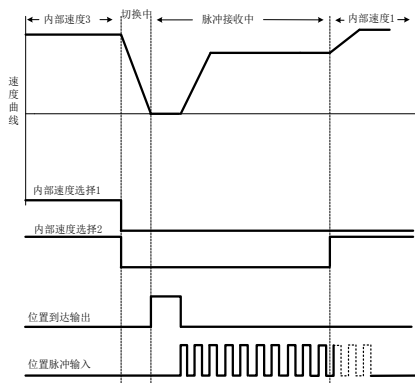 内部速度3
切换中
脉冲接收中
内部速度1
速度曲线
内部速度选择1
内部速度选择2
位置到达输出
位置脉冲输入